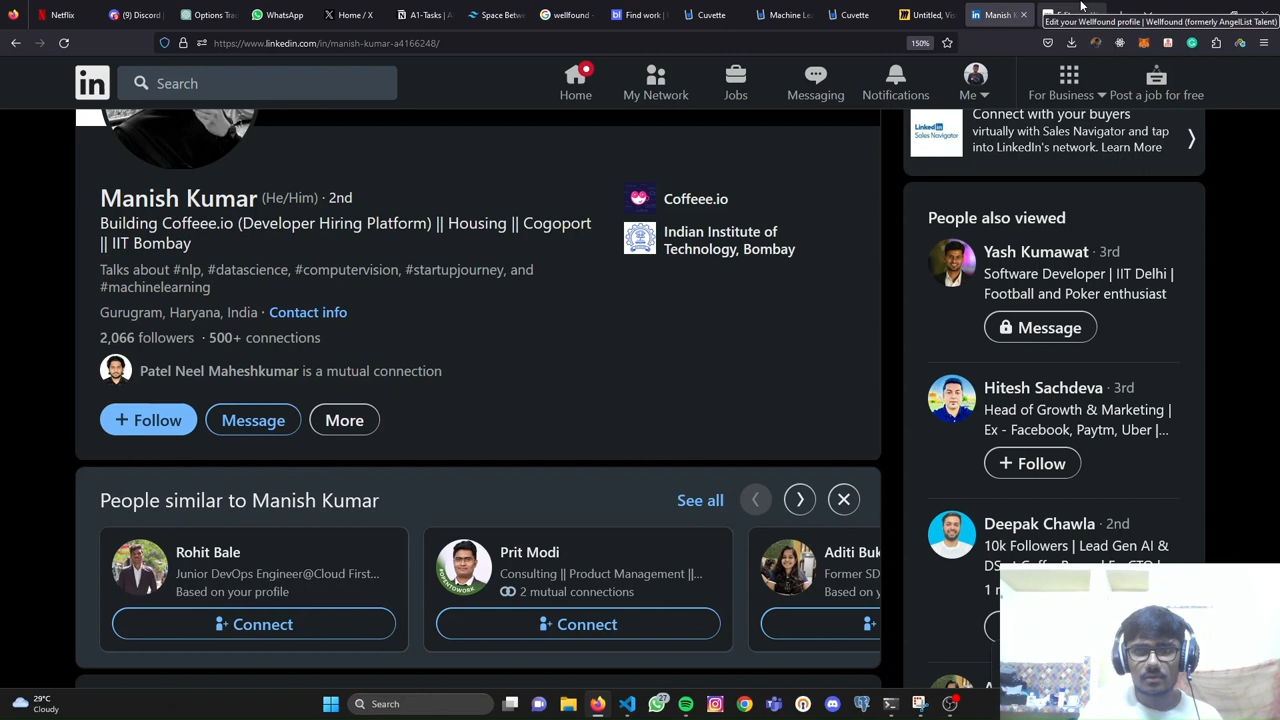 Netflix
(9) Discord |
Options Tra
WhatsApp
Home / X
A1-Tasks | A
Space Betw
wellfound -
Find work |
Cuvette
Machine Lea
Cuvette
Untitled, Vis
Manish K
Edit your Wellfound profile | Wellfound (formerly AngelList Talent)
https://www.linkedin.com/in/manish-kumar-a4166248/
150%
in
Search
Home
My Network
Jobs
Messaging
Notifications
Me
For Business
Post a job for free
Manish Kumar (He/Him) · 2nd
Building Coffeee.io (Developer Hiring Platform) || Housing || Cogoport
|| IIT Bombay
Talks about #nlp, #datascience, #computervision, #startupjourney, and
#machinelearning
Gurugram, Haryana, India · Contact info
2,066 followers · 500+ connections
Patel Neel Maheshkumar is a mutual connection
+ Follow
Message
More
Coffeee.io
Indian Institute of
Technology, Bombay
People similar to Manish Kumar
See all
Rohit Bale
Junior DevOps Engineer@Cloud First...
Based on your profile
Connect
Prit Modi
Consulting || Product Management ||...
2 mutual connections
Connect
Aditi Buk
Former SD
Based on y
LinkedIn
Sales Navigator
Connect with your buyers
virtually with Sales Navigator and tap
into LinkedIn's network. Learn More
People also viewed
Yash Kumawat · 3rd
Software Developer | IIT Delhi |
Football and Poker enthusiast
Message
Hitesh Sachdeva · 3rd
Head of Growth & Marketing |
Ex - Facebook, Paytm, Uber |...
+ Follow
Deepak Chawla · 2nd
10k Followers | Lead Gen AI &
29°C
Cloudy
Search
27